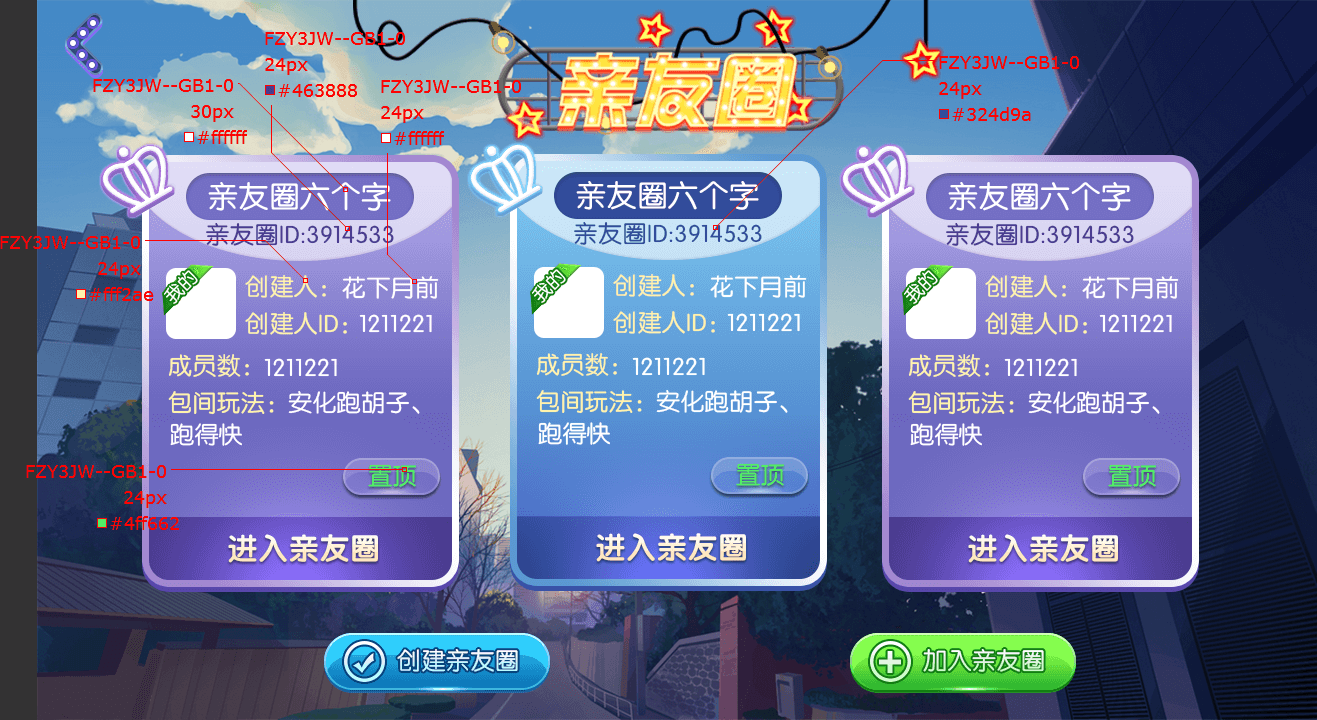 亲友圈
FZY3JW--GB1-0
24px
#463888
FZY3JW--GB1-0
30px
#ffffff
FZY3JW--GB1-0
24px
#ffffff
FZY3JW--GB1-0
24px
#324d9a
FZY3JW--GB1-0
24px
#fff2ae
FZY3JW--GB1-0
24px
#4ff662
亲友圈六个字
亲友圈ID:3914533
我的
创建人：花下月前
创建人ID：1211221
成员数：1211221
包间玩法：安化跑胡子、
跑得快
置顶
进入亲友圈
亲友圈六个字
亲友圈ID:3914533
我的
创建人：花下月前
创建人ID：1211221
成员数：1211221
包间玩法：安化跑胡子、
跑得快
置顶
进入亲友圈
亲友圈六个字
亲友圈ID:3914533
我的
创建人：花下月前
创建人ID：1211221
成员数：1211221
包间玩法：安化跑胡子、
跑得快
置顶
进入亲友圈
创建亲友圈
加入亲友圈